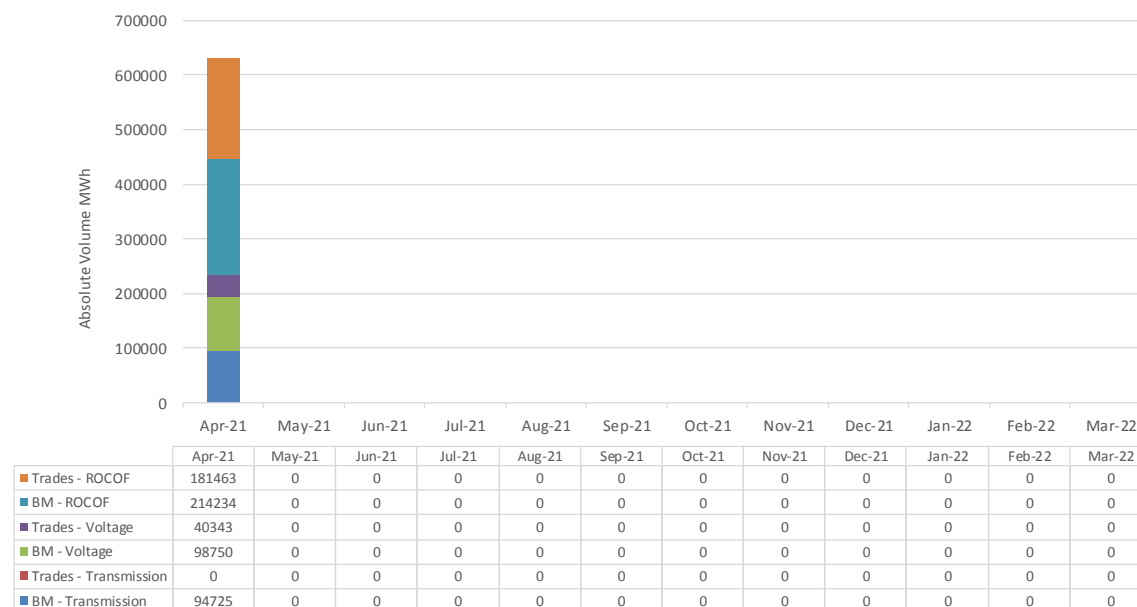 700000
600000
500000
400000
300000
200000
100000
0
Absolute Volume MWh
Apr-21 May-21 Jun-21 Jul-21 Aug-21 Sep-21 Oct-21 Nov-21 Dec-21 Jan-22 Feb-22 Mar-22
Apr-21 May-21 Jun-21 Jul-21 Aug-21 Sep-21 Oct-21 Nov-21 Dec-21 Jan-22 Feb-22 Mar-22
Trades - ROCOF 181463 0 0 0 0 0 0 0 0 0 0 0
BM - ROCOF 214234 0 0 0 0 0 0 0 0 0 0 0
Trades - Voltage 40343 0 0 0 0 0 0 0 0 0 0 0
BM - Voltage 98750 0 0 0 0 0 0 0 0 0 0 0
Trades - Transmission 0 0 0 0 0 0 0 0 0 0 0 0
BM - Transmission 94725 0 0 0 0 0 0 0 0 0 0 0